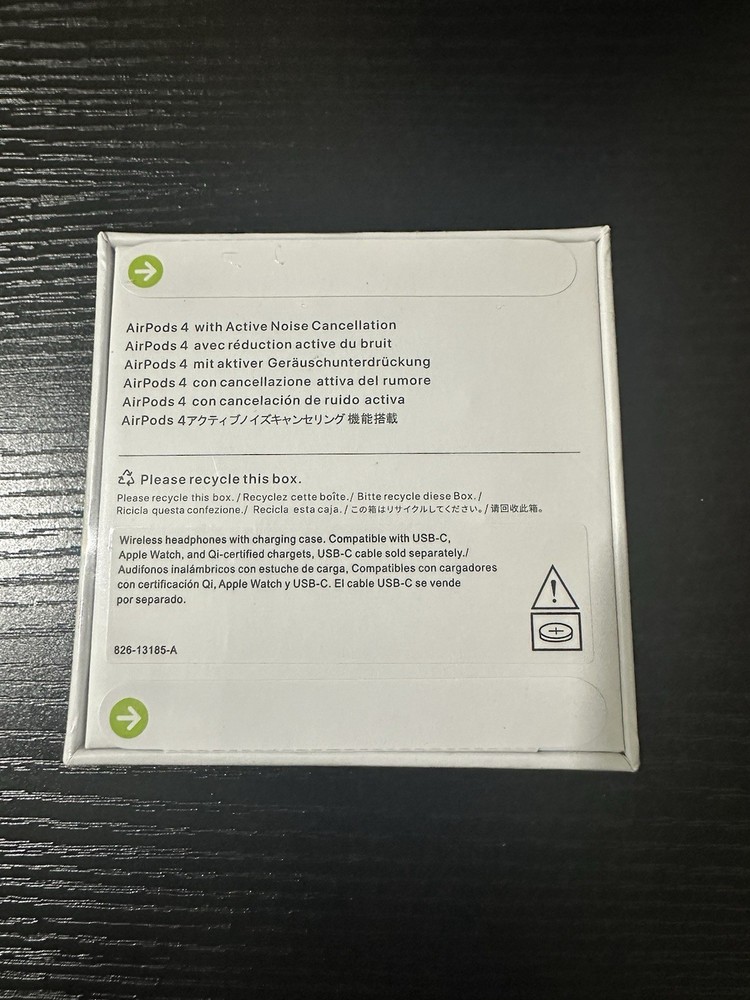 AirPods 4 with Active Noise Cancellation
AirPods 4 avec réduction active du bruit
AirPods 4 mit aktiver Geräuschunterdrückung
AirPods 4 con cancellazione attiva del rumore
AirPods 4 con cancelación de ruido activa
AirPods 4アクティブノイズキャンセリング機能搭載
Please recycle this box.
Please recycle this box. / Recyclez cette boîte. / Bitte recycle diese Box. /
Ricicla questa confezione. / Recicla esta caja. / この箱はリサイクルしてください。/ 请回收此箱。
Wireless headphones with charging case. Compatible with USB-C,
Apple Watch, and Qi-certified chargets, USB-C cable sold separately./
Audifonos inalámbricos con estuche de carga, Compatibles con cargadores
con certificación Qi, Apple Watch y USB-C. El cable USB-C se vende
por separado.
826-13185-A